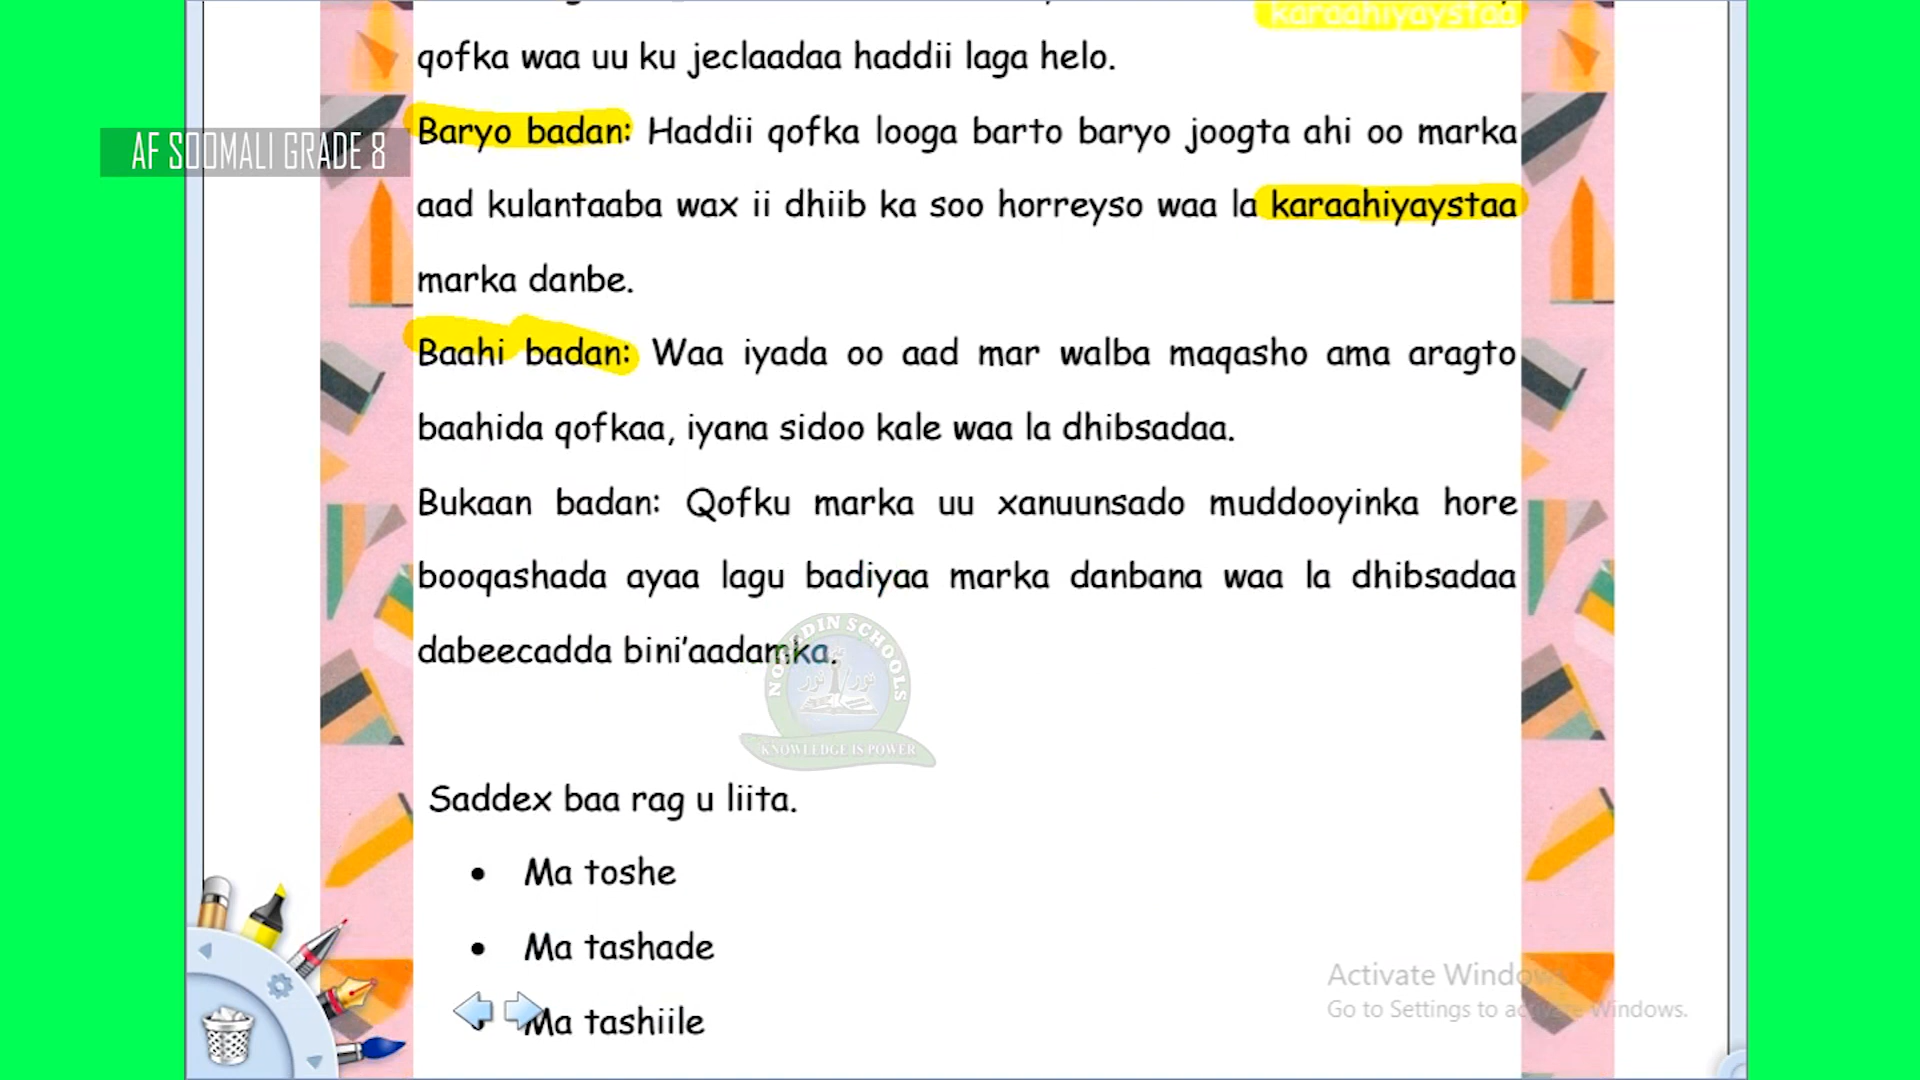 karaahiyaystaa
qofka waa uu ku jeclaadaa haddii laga helo.
Baryo badan: Haddii qofka looga barto baryo joogta ahi oo marka
AF SOOMALI GRADE 8
aad kulantaaba wax ii dhiib ka soo horreyso waa la karaahiyaystaa
marka danbe.
Baahi badan: Waa iyada oo aad mar walba maqasho ama aragto
baahida qofkaa, iyana sidoo kale waa la dhibsadaa.
Bukaan badan: Qofku marka uu xanuunsado muddooyinka hore
booqashada ayaa lagu badiyaa marka danbana waa la dhibsadaa
dabeecadda bini'aadamka.
NOORDIN SCHOOLS
نور نور
KNOWLEDGE IS POWER
Saddex baa rag u liita.
• Ma toshe
• Ma tashade
• Ma tashiile
Activate Windows
Go to Settings to activate Windows.